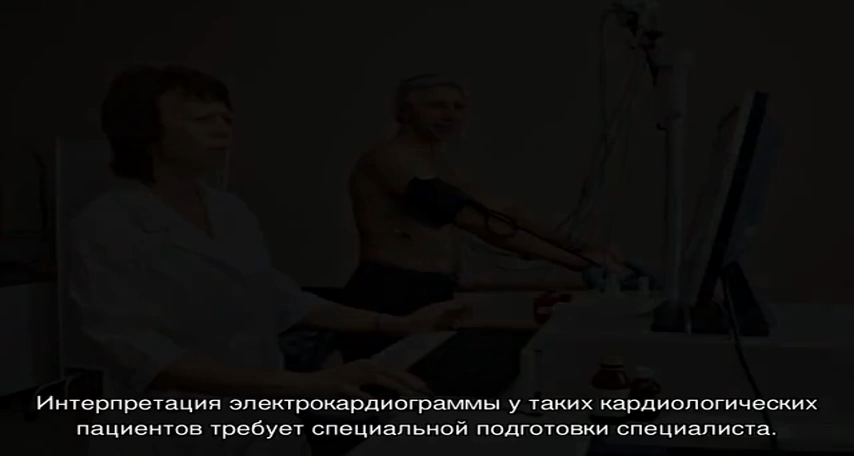 Интерпретация электрокардиограммы у таких кардиологических
пациентов требует специальной подготовки специалиста.